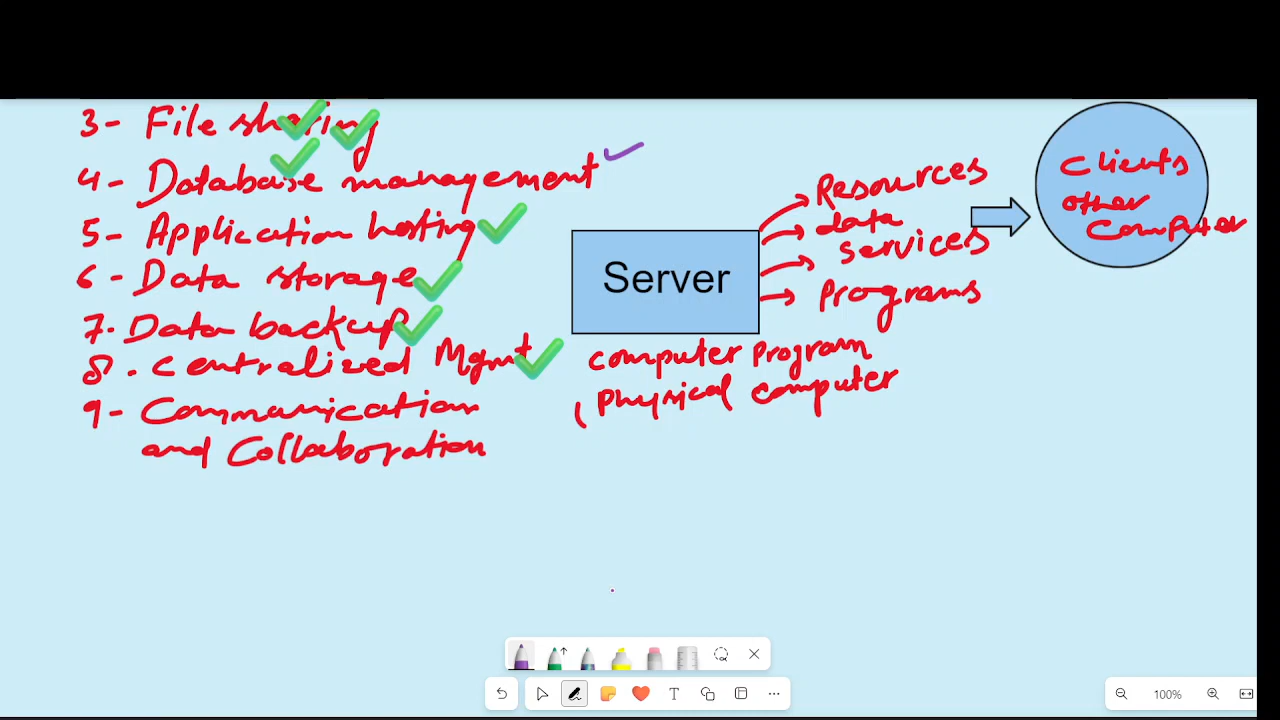 3- File sharing
4- Database management
5- Application hosting
6- Data storage
7. Data backup
8. Centralized Mgmt
9- Communication
and Collaboration
Server
computer program
Physical computer
Resources
data
services
Programs
Clients
other
Computer
100%